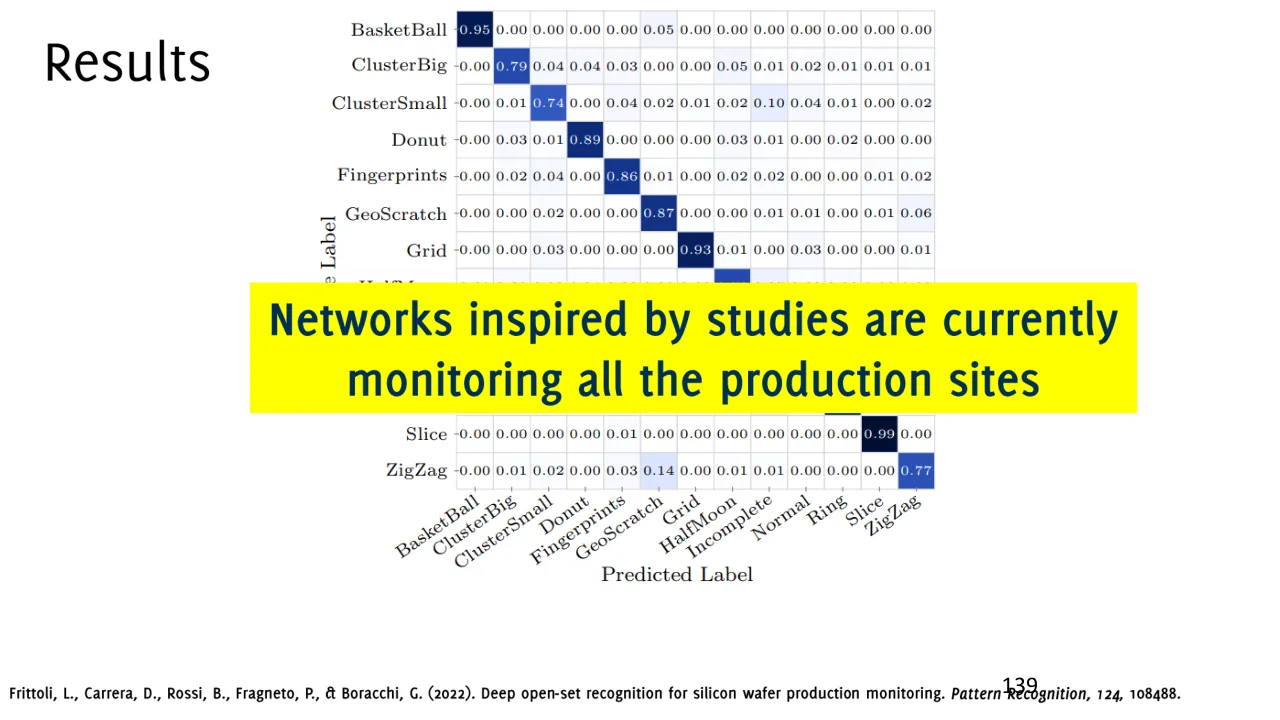 Results
BasketBall 0.95 0.00 0.00 0.00 0.00 0.05 0.00 0.00 0.00 0.00 0.00 0.00 0.00
ClusterBig 0.00 0.79 0.04 0.04 0.03 0.00 0.00 0.05 0.01 0.02 0.01 0.01 0.01
ClusterSmall 0.00 0.01 0.74 0.00 0.04 0.02 0.01 0.02 0.10 0.04 0.01 0.00 0.02
Donut 0.00 0.03 0.01 0.89 0.00 0.00 0.00 0.03 0.01 0.00 0.02 0.00 0.00
Fingerprints 0.00 0.02 0.04 0.00 0.86 0.01 0.00 0.02 0.02 0.00 0.00 0.01 0.02
GeoScratch 0.00 0.00 0.02 0.00 0.00 0.87 0.00 0.00 0.01 0.01 0.00 0.01 0.06
Grid 0.00 0.00 0.03 0.00 0.00 0.00 0.93 0.01 0.00 0.03 0.00 0.00 0.01
Label
Networks inspired by studies are currently
monitoring all the production sites
Slice 0.00 0.00 0.00 0.00 0.01 0.00 0.00 0.00 0.00 0.00 0.00 0.99 0.00
ZigZag 0.00 0.01 0.02 0.00 0.03 0.14 0.00 0.01 0.01 0.00 0.00 0.00 0.77
BasketBall ClusterBig ClusterSmall Donut Fingerprints GeoScratch Grid HalfMoon Incomplete Normal Ring Slice ZigZag
Predicted Label
139
Frittoli, L., Carrera, D., Rossi, B., Fragneto, P., & Boracchi, G. (2022). Deep open-set recognition for silicon wafer production monitoring. Pattern Recognition, 124, 108488.